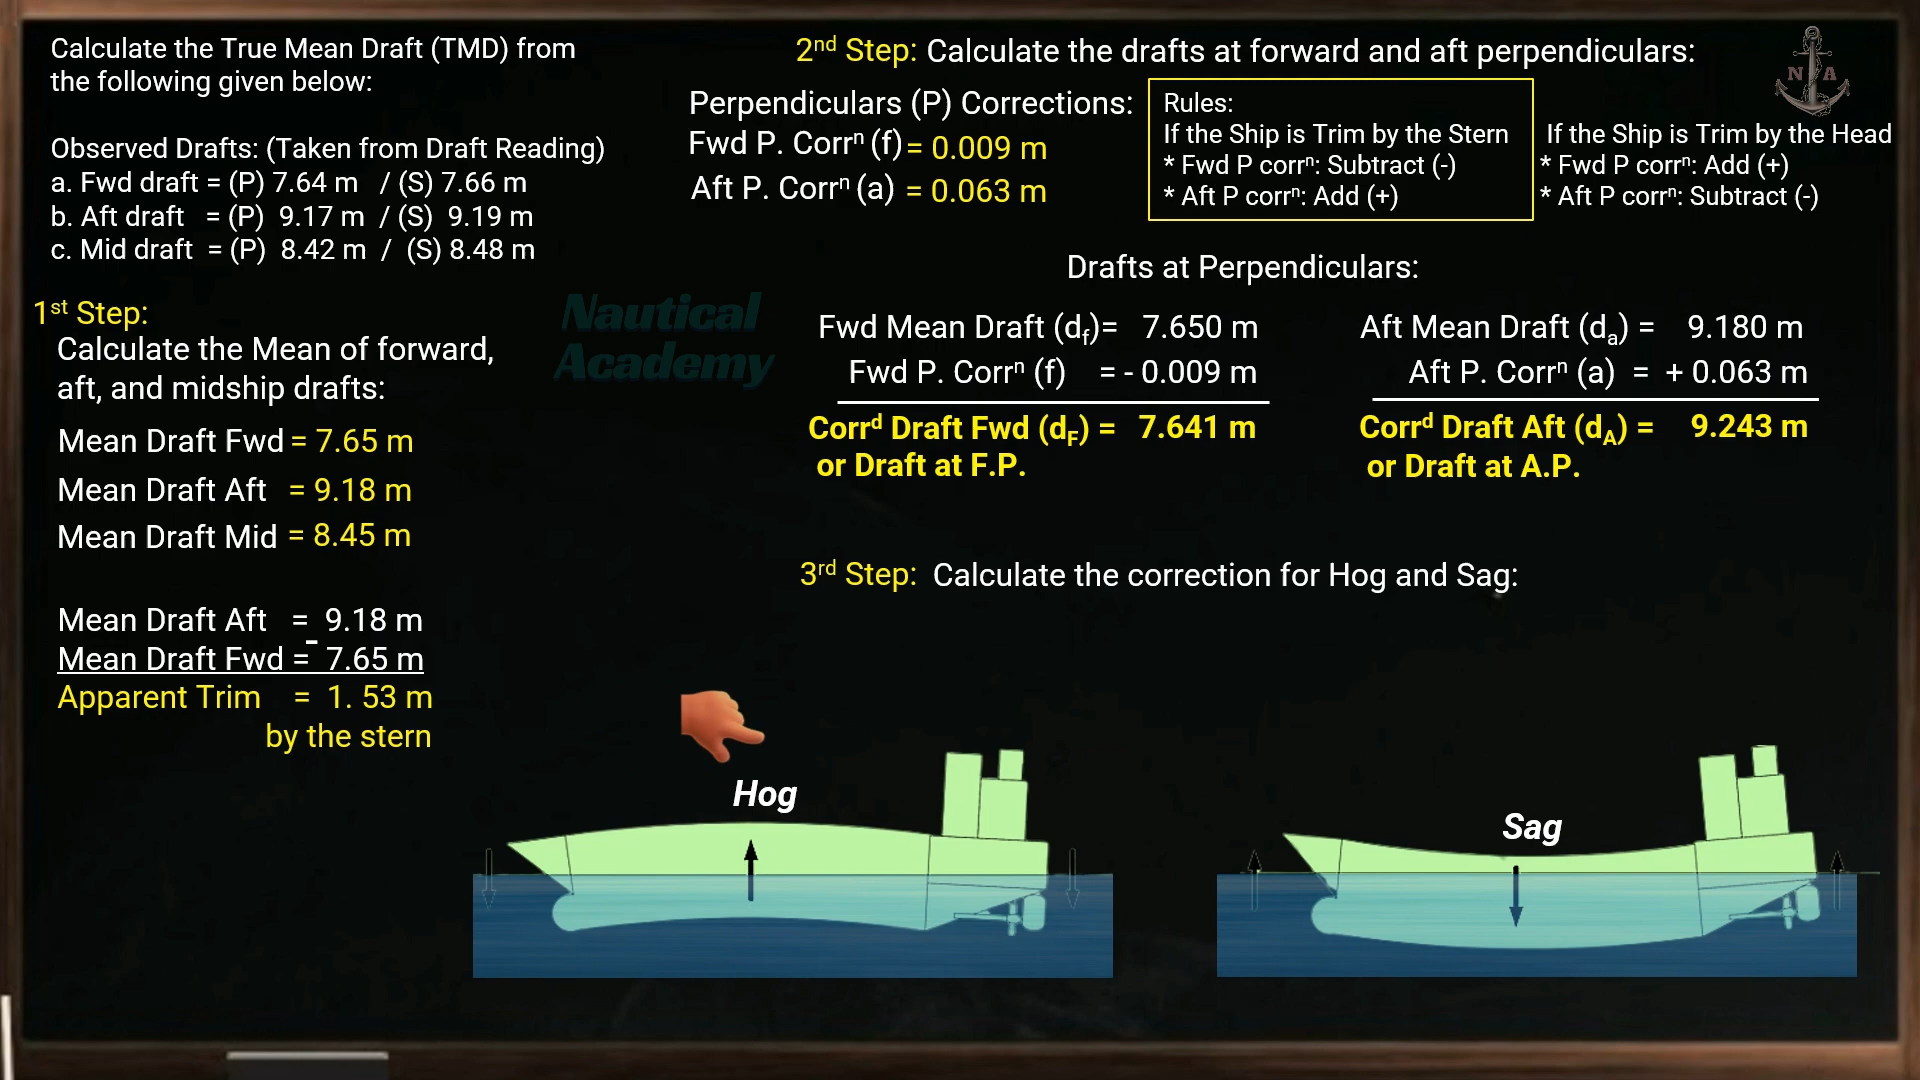 Calculate the True Mean Draft (TMD) from
the following given below:
Observed Drafts: (Taken from Draft Reading)
a. Fwd draft = (P) 7.64 m / (S) 7.66 m
b. Aft draft = (P) 9.17 m / (S) 9.19 m
c. Mid draft = (P) 8.42 m / (S) 8.48 m
1st Step:
Calculate the Mean of forward,
aft, and midship drafts:
Mean Draft Fwd = 7.65 m
Mean Draft Aft = 9.18 m
Mean Draft Mid = 8.45 m
Mean Draft Aft = 9.18 m
-
Mean Draft Fwd = 7.65 m
Apparent Trim = 1. 53 m
by the stern
Nautical
Academy
2nd Step: Calculate the drafts at forward and aft perpendiculars:
N A
Perpendiculars (P) Corrections:
Fwd P. Corrⁿ (f) = 0.009 m
Aft P. Corrⁿ (a) = 0.063 m
Rules:
If the Ship is Trim by the Stern
* Fwd P corrⁿ: Subtract (-)
* Aft P corrⁿ: Add (+)
If the Ship is Trim by the Head
* Fwd P corrⁿ: Add (+)
* Aft P corrⁿ: Subtract (-)
Drafts at Perpendiculars:
Fwd Mean Draft (df)= 7.650 m
Fwd P. Corrⁿ (f) = - 0.009 m
Corrd Draft Fwd (dF) = 7.641 m
or Draft at F.P.
Aft Mean Draft (da) = 9.180 m
Aft P. Corrⁿ (a) = + 0.063 m
Corrd Draft Aft (dA) = 9.243 m
or Draft at A.P.
3rd Step: Calculate the correction for Hog and Sag:
Hog
Sag